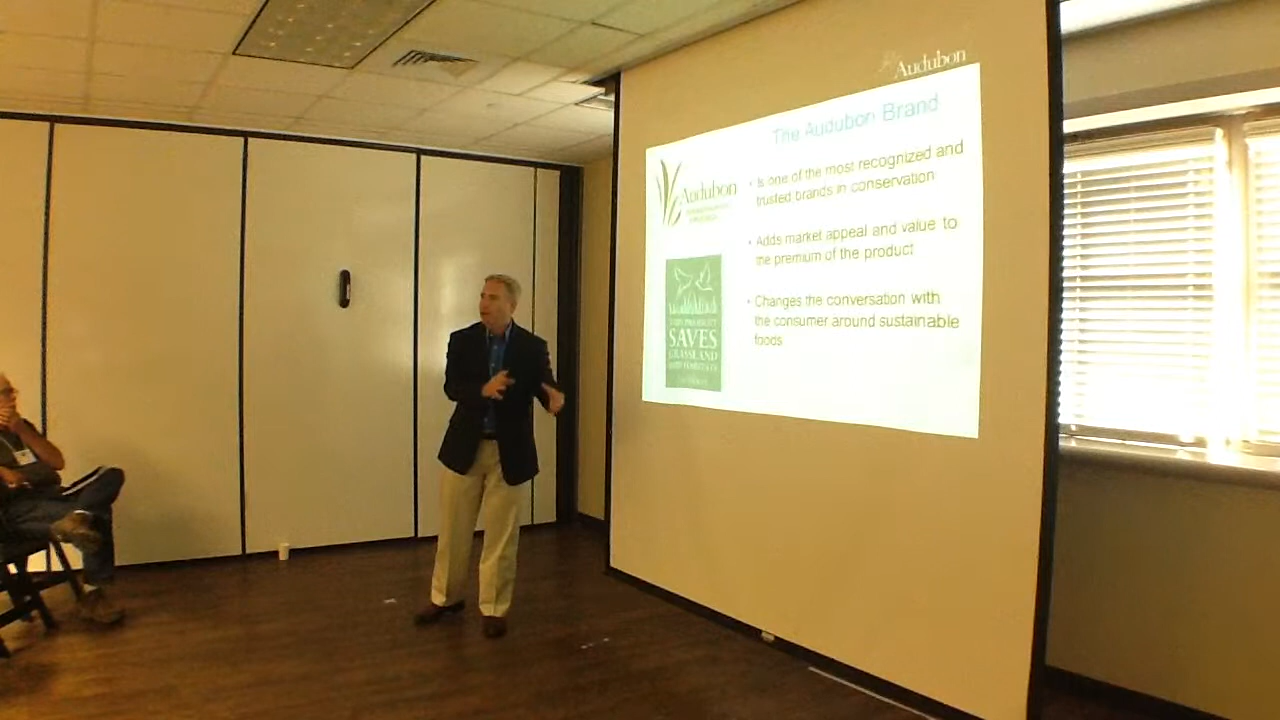 Audubon
The Audubon Brand
Audubon
• Is one of the most recognized and
trusted brands in conservation
• Adds market appeal and value to
the premium of the product
• Changes the conversation with
the consumer around sustainable
foods
SAVES
GRASSLAND